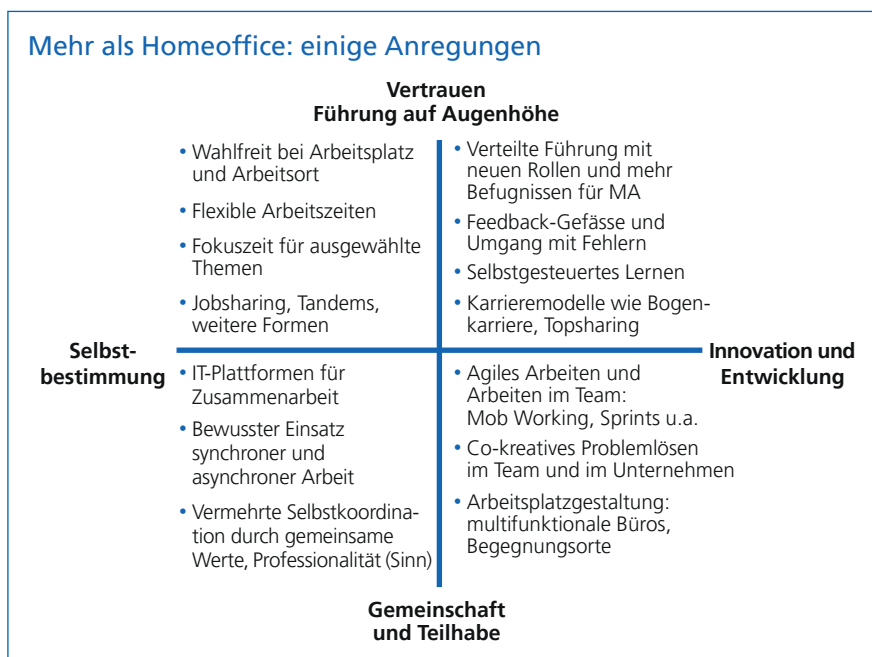 Mehr als Homeoffice: einige Anregungen
Vertrauen
Führung auf Augenhöhe
• Wahlfreit bei Arbeitsplatz
und Arbeitsort
• Flexible Arbeitszeiten
• Fokuszeit für ausgewählte
Themen
• Jobsharing, Tandems,
weitere Formen
• Verteilte Führung mit
neuen Rollen und mehr
Befugnissen für MA
• Feedback-Gefässe und
Umgang mit Fehlern
• Selbstgesteuertes Lernen
• Karrieremodelle wie Bogen-
karriere, Topsharing
Selbst-
bestimmung
Innovation und
Entwicklung
• IT-Plattformen für
Zusammenarbeit
• Bewusster Einsatz
synchroner und
asynchroner Arbeit
• Vermehrte Selbstkoordina-
tion durch gemeinsame
Werte, Professionalität (Sinn)
• Agiles Arbeiten und
Arbeiten im Team:
Mob Working, Sprints u.a.
• Co-kreatives Problemlösen
im Team und im Unternehmen
• Arbeitsplatzgestaltung:
multifunktionale Büros,
Begegnungsorte
Gemeinschaft
und Teilhabe